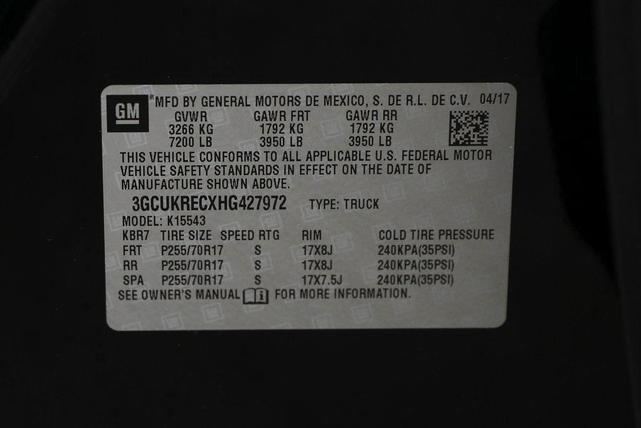 GM MFD BY GENERAL MOTORS DE MEXICO, S. DE R.L. DE C.V. 04/17
GVWR GAWR FRT GAWR RR
3266 KG 1792 KG 1792 KG
7200 LB 3950 LB 3950 LB
THIS VEHICLE CONFORMS TO ALL APPLICABLE U.S. FEDERAL MOTOR
VEHICLE SAFETY STANDARDS IN EFFECT ON THE DATE OF
MANUFACTURE SHOWN ABOVE.
3GCUKRECXHG427972 TYPE: TRUCK
MODEL: K15543
KBR7 TIRE SIZE SPEED RTG RIM COLD TIRE PRESSURE
FRT P255/70R17 S 17X8J 240KPA(35PSI)
RR P255/70R17 S 17X8J 240KPA(35PSI)
SPA P255/70R17 S 17X7.5J 240KPA(35PSI)
SEE OWNER'S MANUAL FOR MORE INFORMATION.